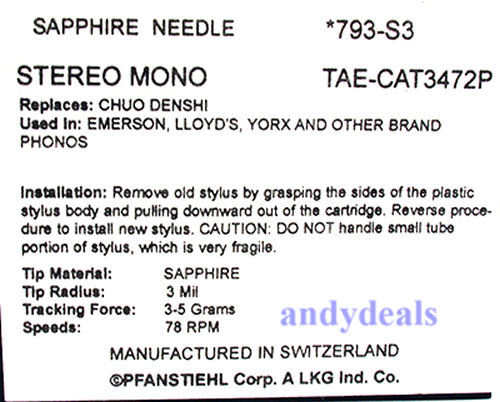 SAPPHIRE NEEDLE *793-S3
STEREO MONO TAE-CAT3472P
Replaces: CHUO DENSHI
Used In: EMERSON, LLOYD'S, YORX AND OTHER BRAND
PHONOS
Installation: Remove old stylus by grasping the sides of the plastic
stylus body and pulling downward out of the cartridge. Reverse proce-
dure to install new stylus. CAUTION: DO NOT handle small tube
portion of stylus, which is very fragile.
Tip Material: SAPPHIRE
Tip Radius: 3 Mil
Tracking Force: 3-5 Grams
Speeds: 78 RPM
andydeals
MANUFACTURED IN SWITZERLAND
©PFANSTIEHL Corp. A LKG Ind. Co.